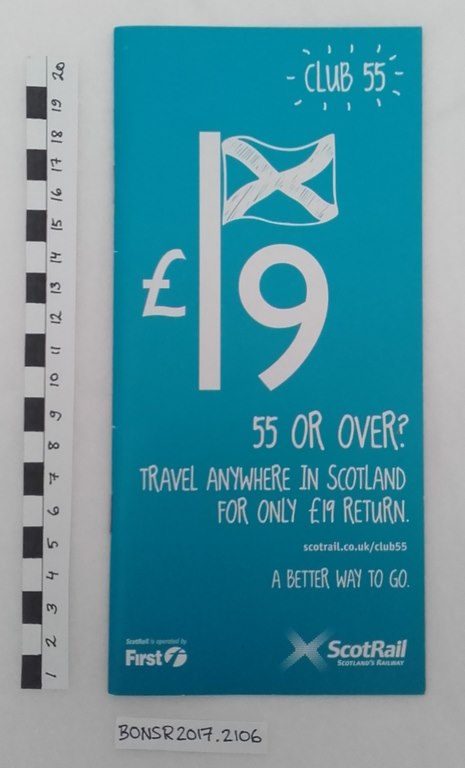 CLUB 55
£19
55 OR OVER?
TRAVEL ANYWHERE IN SCOTLAND
FOR ONLY £19 RETURN.
scotrail.co.uk/club55
A BETTER WAY TO GO.
ScotRail is operated by
First
ScotRail
SCOTLAND'S RAILWAY
1 2 3 4 5 6 7 8 9 10 11 12 13 14 15 16 17 18 19 20
BONSR2017.2106